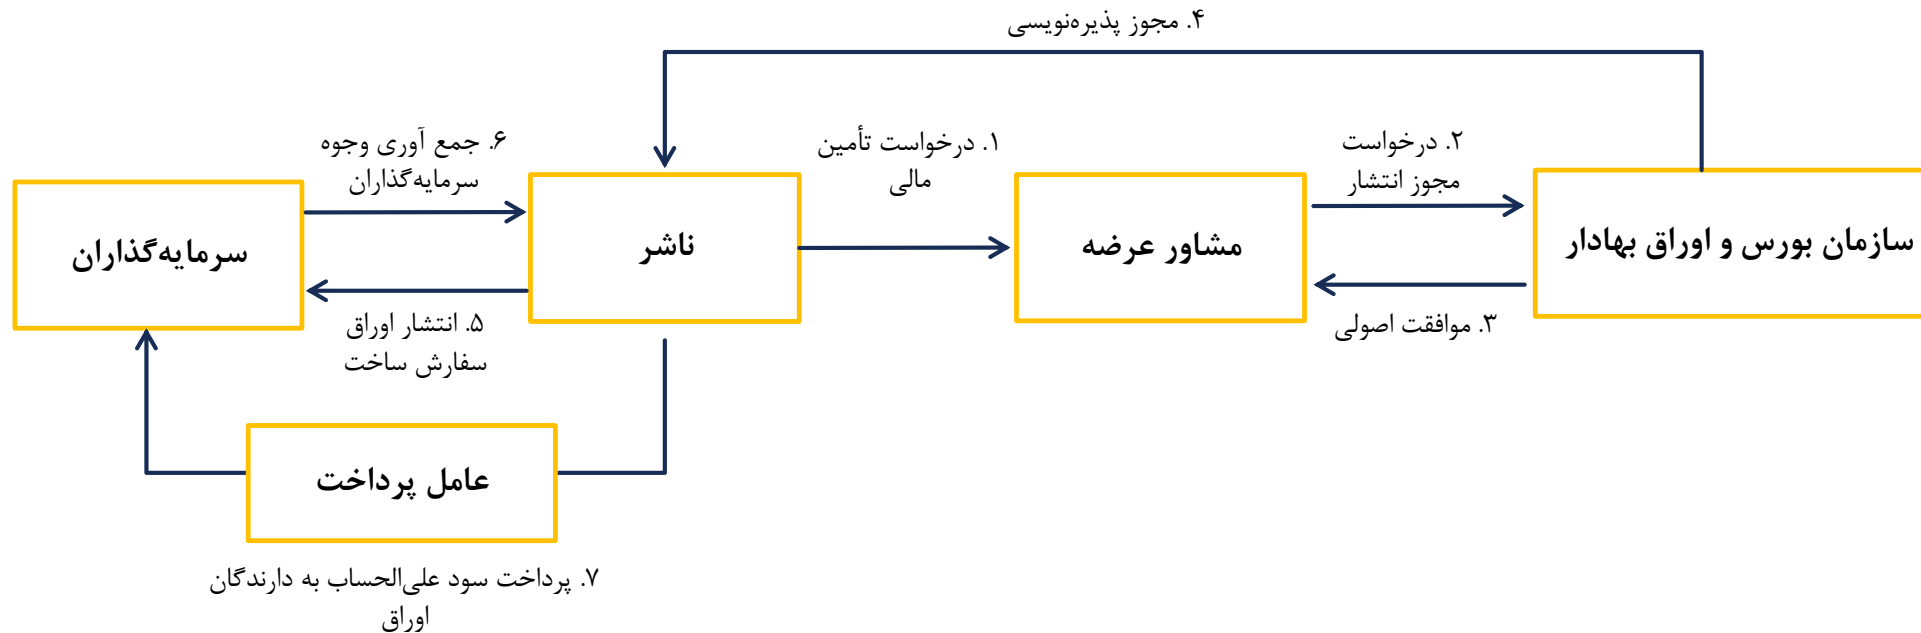 ۴. مجوز پذیره‌نویسی
۶. جمع آوری وجوه
سرمایه‌گذاران
۱. درخواست تأمین
مالی
۲. درخواست
مجوز انتشار
سرمایه‌گذاران
ناشر
مشاور عرضه
سازمان بورس و اوراق بهادار
۵. انتشار اوراق
سفارش ساخت
۳. موافقت اصولی
عامل پرداخت
۷. پرداخت سود علی‌الحساب به دارندگان
اوراق